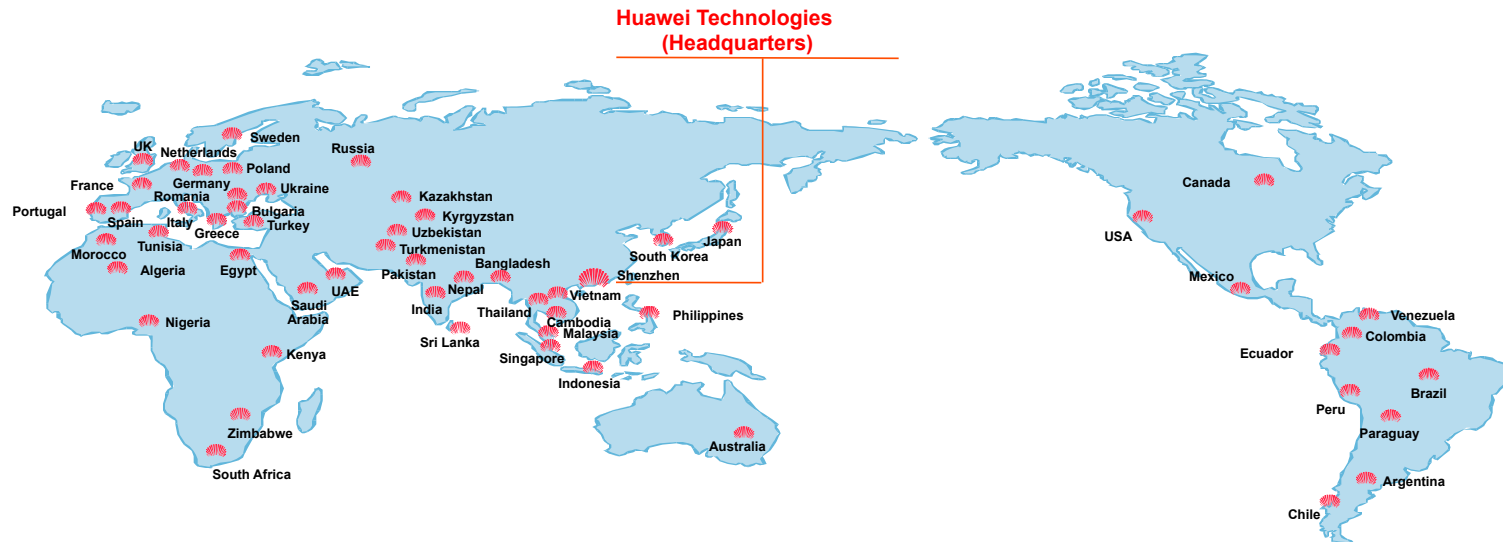 Huawei Technologies
(Headquarters)
Sweden
UK
Netherlands
Russia
Poland
France
Germany
Ukraine
Canada
Kazakhstan
Romania
Portugal
Bulgaria
Kyrgyzstan
Spain
Italy
Greece
Turkey
USA
Uzbekistan
Japan
Tunisia
Turkmenistan
South Korea
Morocco
Algeria
Egypt
Pakistan
Bangladesh
Shenzhen
Mexico
UAE
Nepal
Vietnam
Saudi
Arabia
India
Thailand
Philippines
Venezuela
Nigeria
Cambodia
Malaysia
Colombia
Sri Lanka
Kenya
Singapore
Ecuador
Indonesia
Brazil
Peru
Zimbabwe
Paraguay
Australia
South Africa
Argentina
Chile